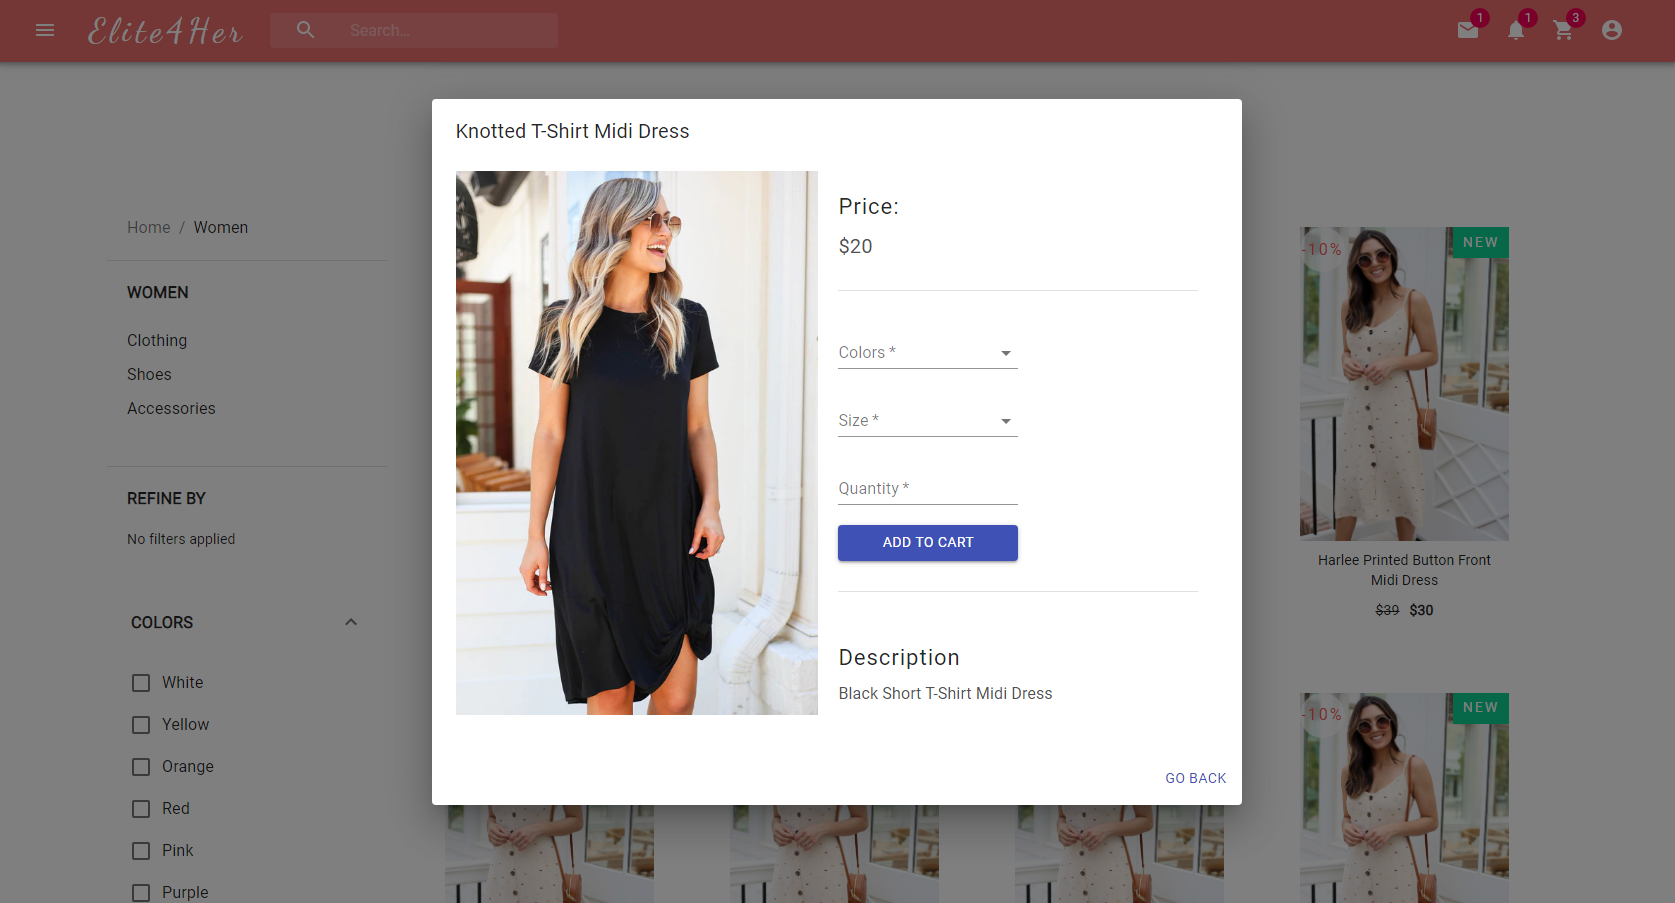 Elite4Her
Search...
1
1
3
Knotted T-Shirt Midi Dress
Price:
$20
Colors *
Size *
Quantity *
ADD TO CART
Description
Black Short T-Shirt Midi Dress
GO BACK
Home / Women
WOMEN
Clothing
Shoes
Accessories
REFINE BY
No filters applied
COLORS
White
Yellow
Orange
Red
Pink
Purple
-10%
NEW
Harlee Printed Button Front
Midi Dress
$39 $30
-10%
NEW